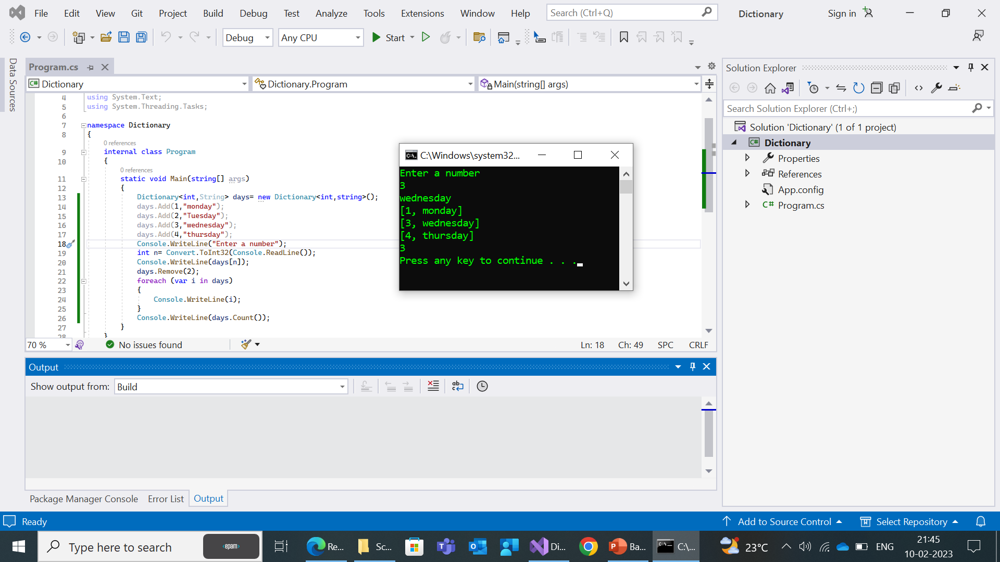 File Edit View Git Project Build Debug Test Analyze Tools Extensions Window Help Search (Ctrl+Q) Dictionary Sign in
Debug Any CPU Start
Data Sources
Program.cs
C# Dictionary Dictionary.Program Main(string[] args)
4 using System.Text;
5 using System.Threading.Tasks;
6
7 namespace Dictionary
8 {
0 references
9 internal class Program
10 {
0 references
11 static void Main(string[] args)
12 {
13 Dictionary<int,String> days= new Dictionary<int,string>();
14 days.Add(1,"monday");
15 days.Add(2,"Tuesday");
16 days.Add(3,"wednesday");
17 days.Add(4,"thursday");
18 Console.WriteLine("Enter a number");
19 int n= Convert.ToInt32(Console.ReadLine());
20 Console.WriteLine(days[n]);
21 days.Remove(2);
22 foreach (var i in days)
23 {
24 Console.WriteLine(i);
25 }
26 Console.WriteLine(days.Count());
27 }
28 }
70 % No issues found Ln: 18 Ch: 49 SPC CRLF
C:\Windows\system32...
Enter a number
3
wednesday
[1, monday]
[3, wednesday]
[4, thursday]
3
Press any key to continue . . .
Output
Show output from: Build
Package Manager Console Error List Output
Solution Explorer
Search Solution Explorer (Ctrl+;)
Solution 'Dictionary' (1 of 1 project)
C# Dictionary
Properties
References
App.config
C# Program.cs
Ready Add to Source Control Select Repository
Type here to search <epam> Re... Sc... Di... Ba... C:\... 23°C ENG 21:45
10-02-2023